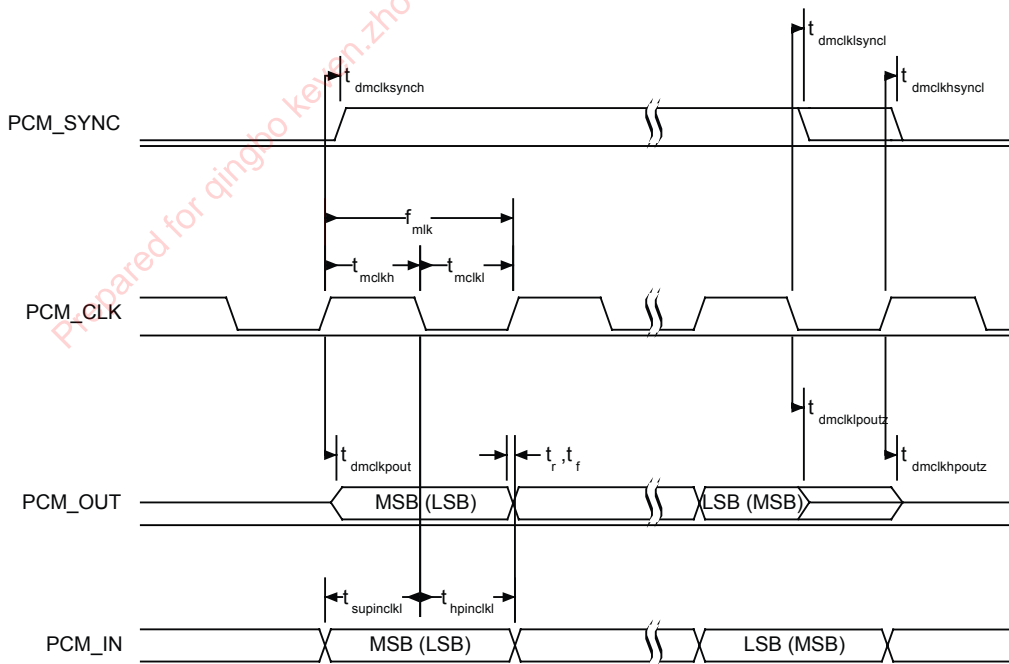 Prepared for qingbo keven.zho
t dmclklsyncl
t dmclksynch
t dmclkhsyncl
PCM_SYNC
f mlk
t mclkh
t mclkl
PCM_CLK
t dmclklpoutz
t dmclkpout
t r ,t f
t dmclkhpoutz
PCM_OUT
MSB (LSB)
LSB (MSB)
t supinclkl
t hpinclkl
PCM_IN
MSB (LSB)
LSB (MSB)